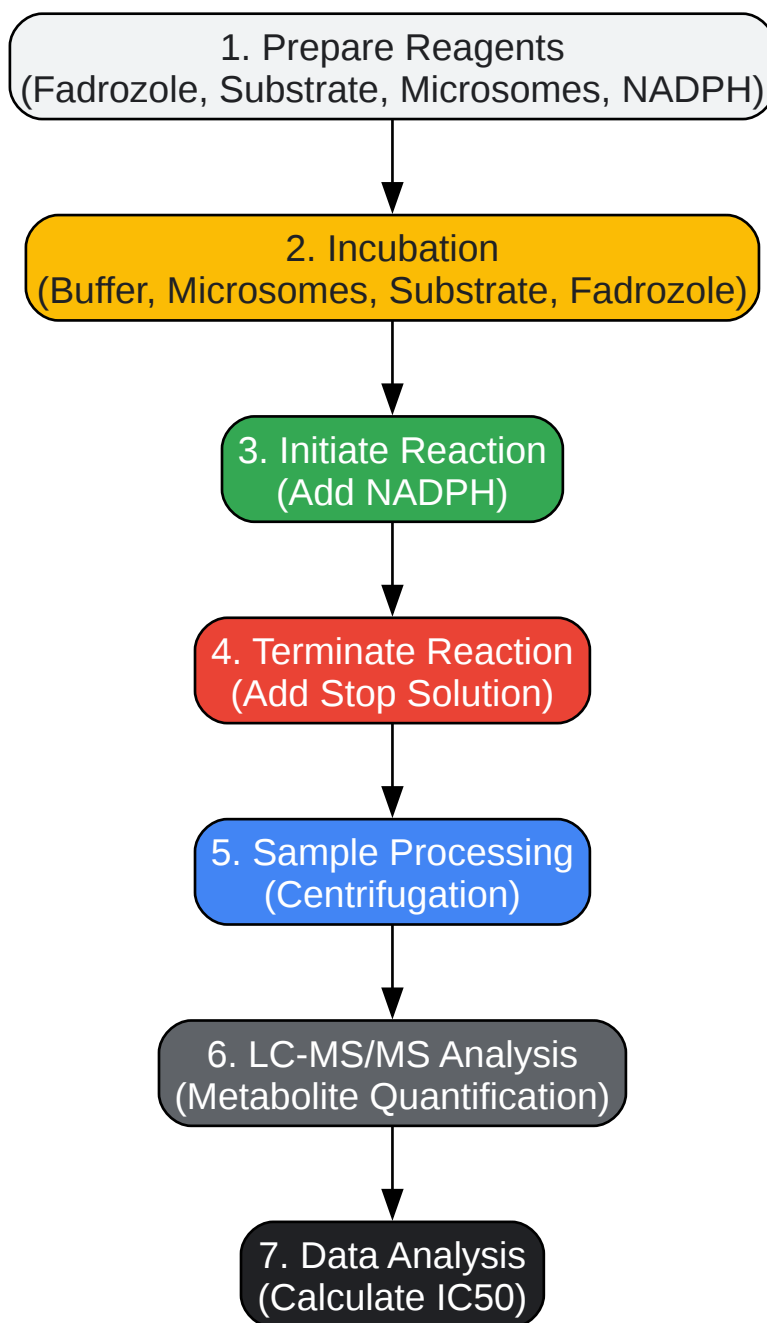 1. Prepare Reagents
(Fadrozole, Substrate, Microsomes, NADPH)
2. Incubation
(Buffer, Microsomes, Substrate, Fadrozole)
3. Initiate Reaction
(Add NADPH)
4. Terminate Reaction
(Add Stop Solution)
5. Sample Processing
(Centrifugation)
6. LC-MS/MS Analysis
(Metabolite Quantification)
7. Data Analysis
(Calculate IC50)